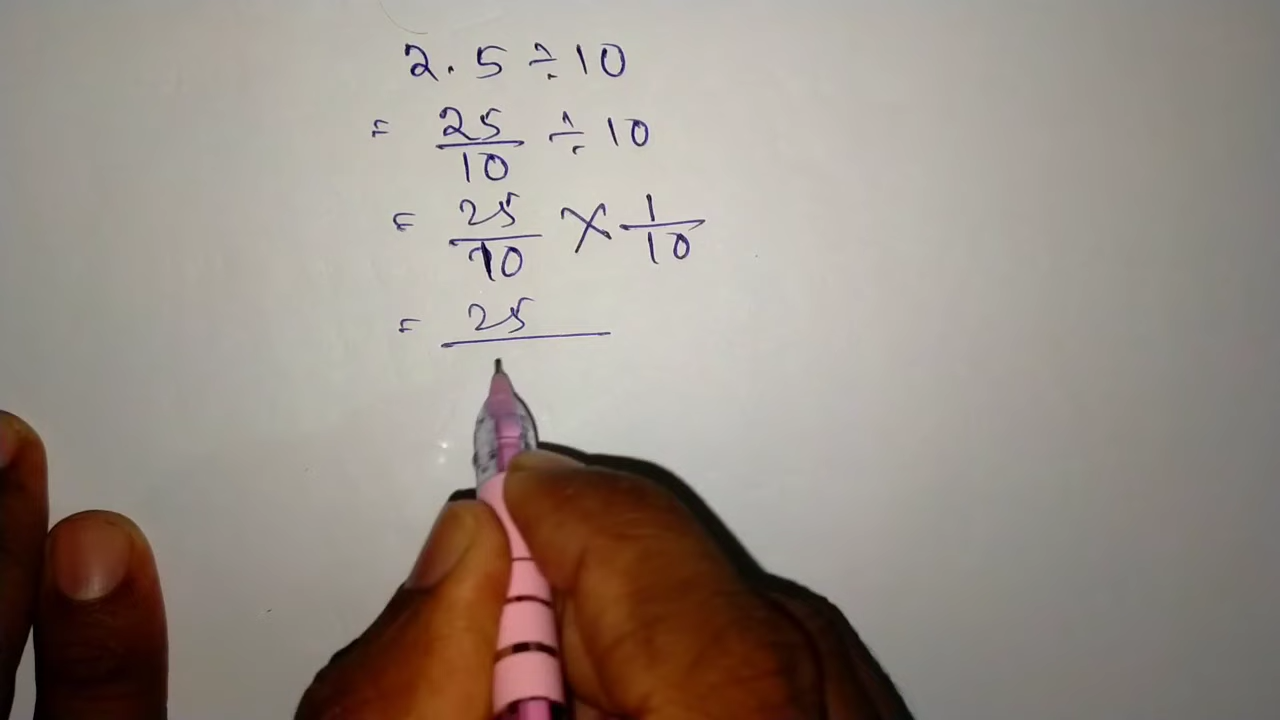 2.5 ÷ 10
= 25/10 ÷ 10
= 25/10 × 1/10
= 25/